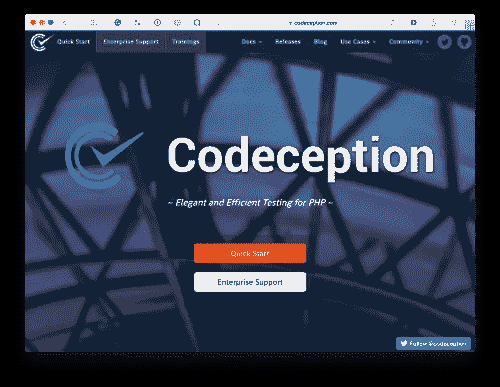 codeception.com
Quick Start Enterprise Support Trainings Docs Releases Blog Use Cases Community
Codeception
~ Elegant and Efficient Testing for PHP ~
Quick Start
Enterprise Support
Follow @codeception